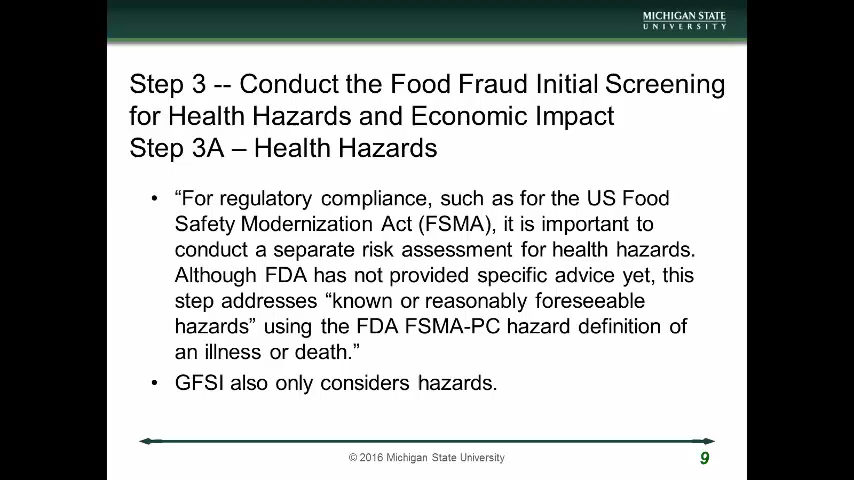 MICHIGAN STATE
UNIVERSITY
Step 3 -- Conduct the Food Fraud Initial Screening
for Health Hazards and Economic Impact
Step 3A – Health Hazards
• “For regulatory compliance, such as for the US Food
Safety Modernization Act (FSMA), it is important to
conduct a separate risk assessment for health hazards.
Although FDA has not provided specific advice yet, this
step addresses “known or reasonably foreseeable
hazards” using the FDA FSMA-PC hazard definition of
an illness or death.”
• GFSI also only considers hazards.
© 2016 Michigan State University
9